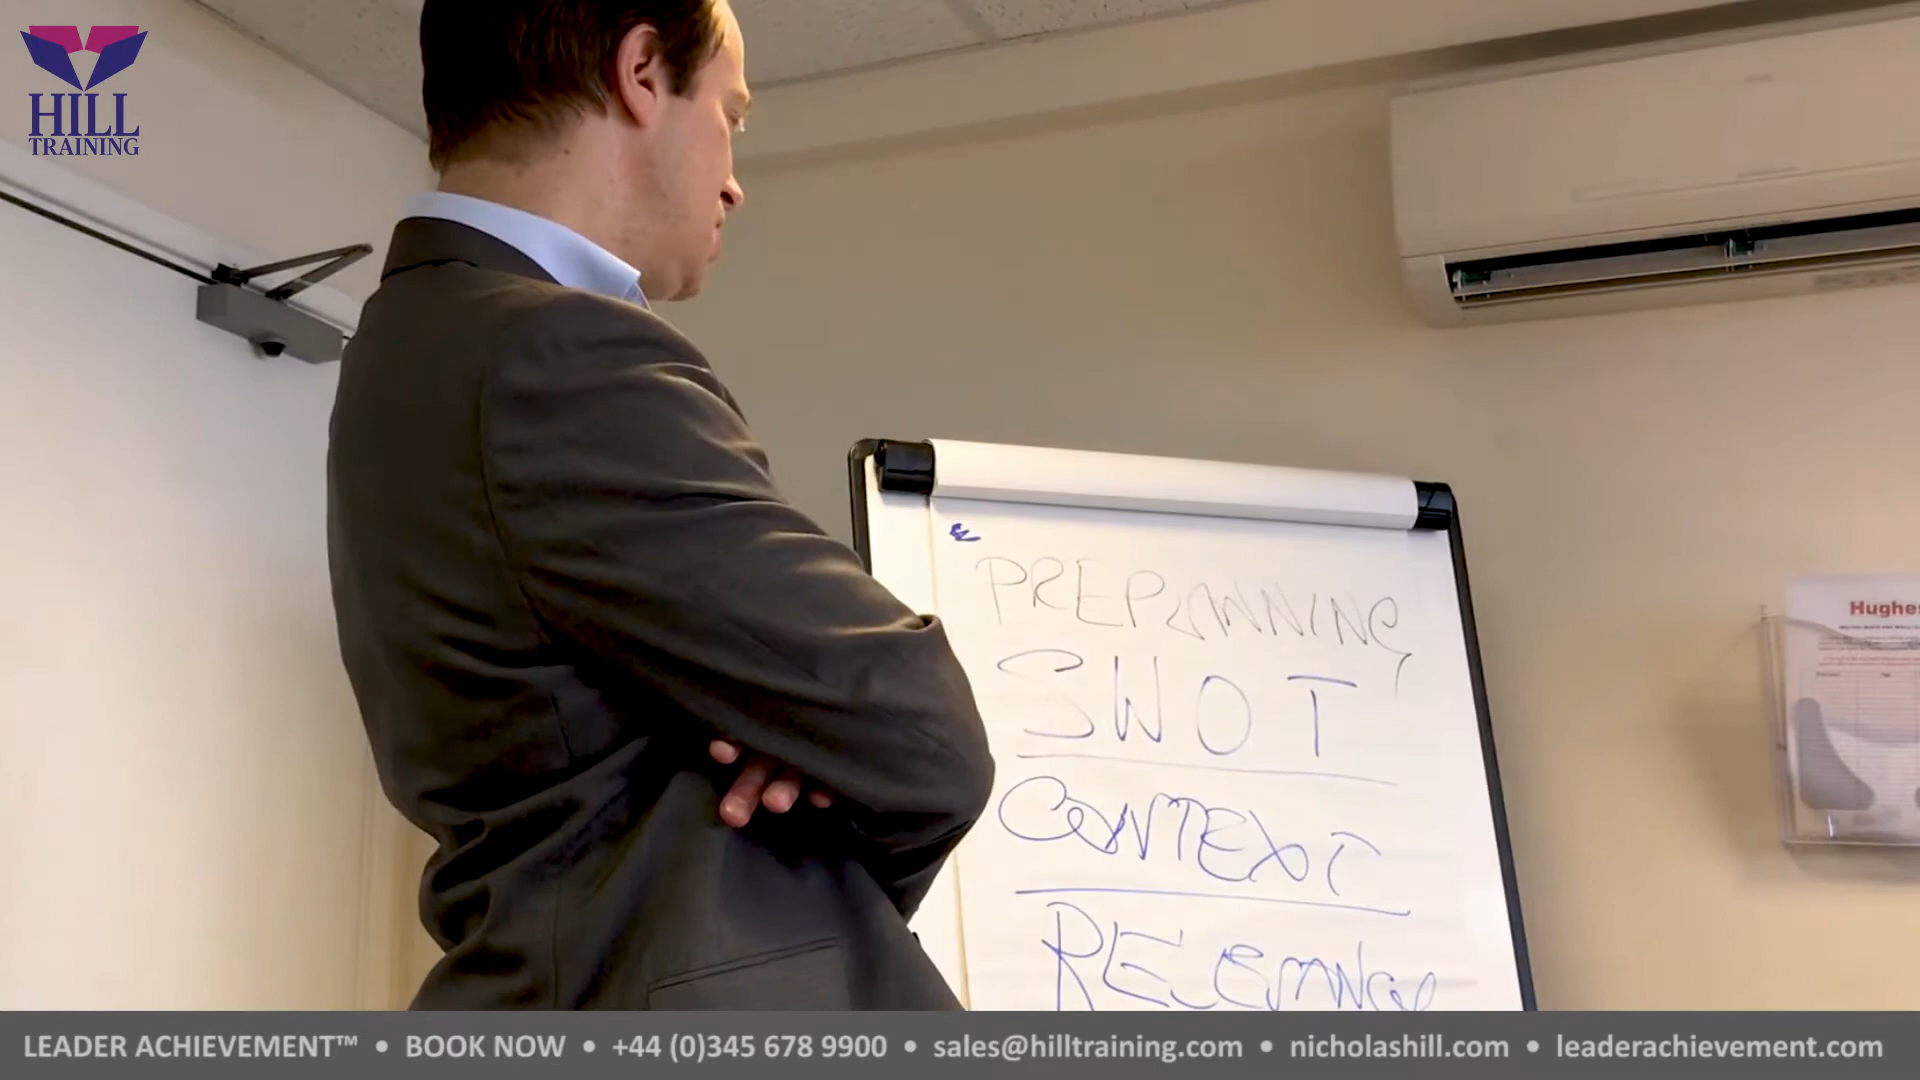 HILL
TRAINING
PREPLANNING
SWOT
CONTEXT
RELEVANCE
Hughes
LEADER ACHIEVEMENT™ • BOOK NOW • +44 (0)345 678 9900 • sales@hilltraining.com • nicholashill.com • leaderachievement.com